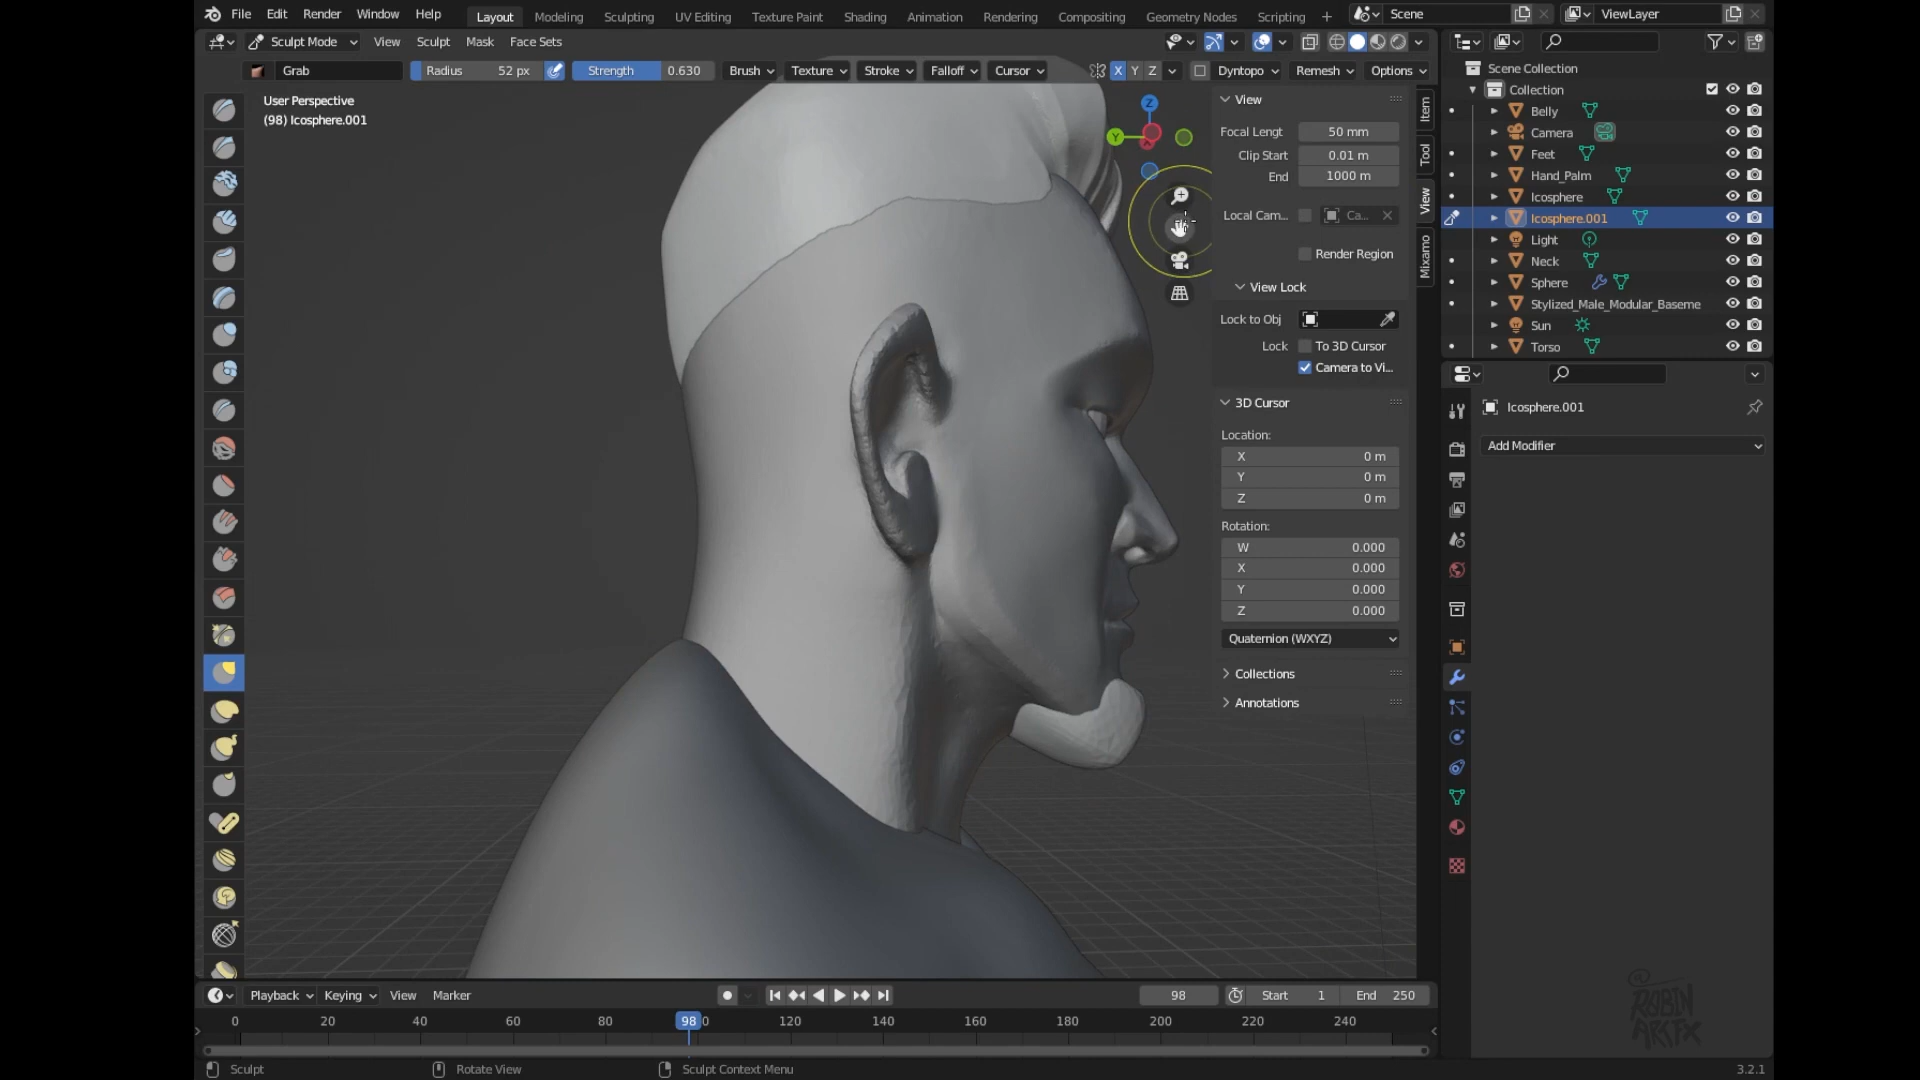 File Edit Render Window Help Layout Modeling Sculpting UV Editing Texture Paint Shading Animation Rendering Compositing Geometry Nodes Scripting + Scene ViewLayer
Sculpt Mode View Sculpt Mask Face Sets
Grab Radius 52 px Strength 0.630 Brush Texture Stroke Falloff Cursor X Y Z Dyntopo Remesh Options
User Perspective
(98) Icosphere.001
Z
Y
X
View
Focal Lengt 50 mm
Clip Start 0.01 m
End 1000 m
Local Cam... Ca...
Render Region
View Lock
Lock to Obj
Lock To 3D Cursor
Camera to Vi...
3D Cursor
Location:
X 0 m
Y 0 m
Z 0 m
Rotation:
W 0.000
X 0.000
Y 0.000
Z 0.000
Quaternion (WXYZ)
Collections
Annotations
Item
Tool
View
Mixamo
Scene Collection
Collection
Belly
Camera
Feet
Hand_Palm
Icosphere
Icosphere.001
Light
Neck
Sphere
Stylized_Male_Modular_Baseme
Sun
Torso
Icosphere.001
Add Modifier
Playback Keying View Marker 98 Start 1 End 250
0 20 40 60 80 98 0 120 140 160 180 200 220 240
Sculpt Rotate View Sculpt Context Menu 3.2.1
@
ROBIN
ARTFX